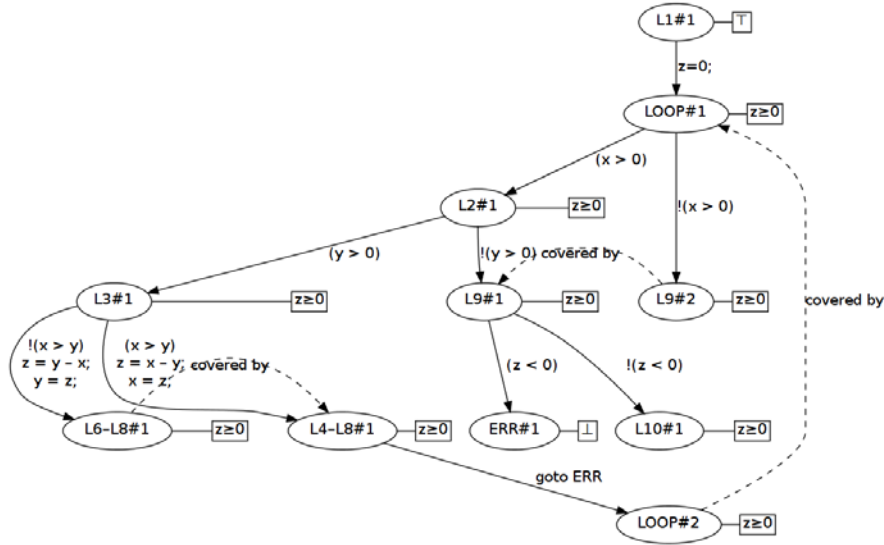 L1#1 ⊤
z=0;
LOOP#1 z≥0
(x > 0)
L2#1 z≥0
!(x > 0)
(y > 0)
!(y > 0) covered by
L3#1 z≥0
L9#1 z≥0
L9#2 z≥0
covered by
!(x > y)
z = y – x;
y = z;
(x > y)
z = x – y;
x = z;
covered by
(z < 0)
!(z < 0)
L6–L8#1 z≥0
L4–L8#1 z≥0
ERR#1 ⊥
L10#1 z≥0
goto ERR
LOOP#2 z≥0